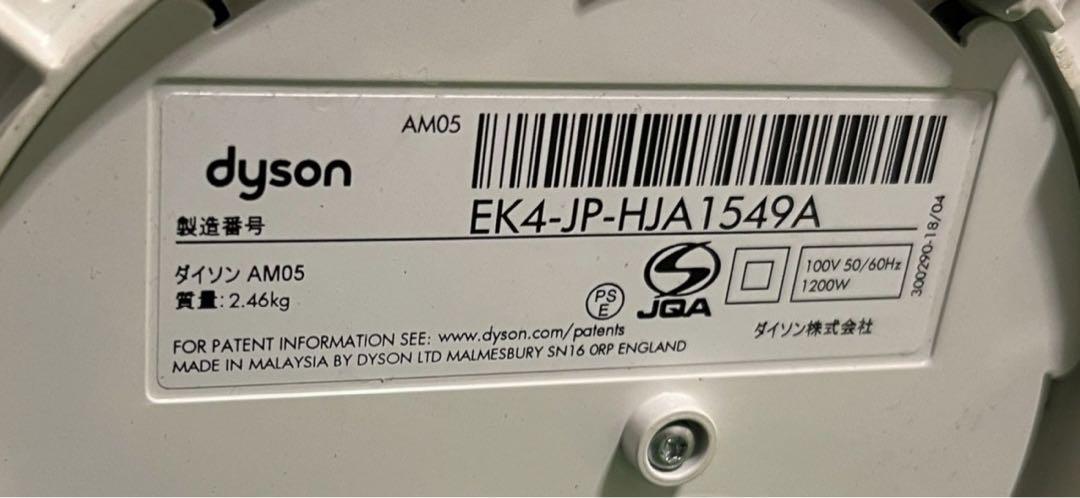 AM05
dyson
製造番号
EK4-JP-HJA1549A
ダイソン AM05
質量: 2.46kg
PS
E
JQA
100V 50/60Hz
1200W
300290-18/04
ダイソン株式会社
FOR PATENT INFORMATION SEE: www.dyson.com/patents
MADE IN MALAYSIA BY DYSON LTD MALMESBURY SN16 0RP ENGLAND